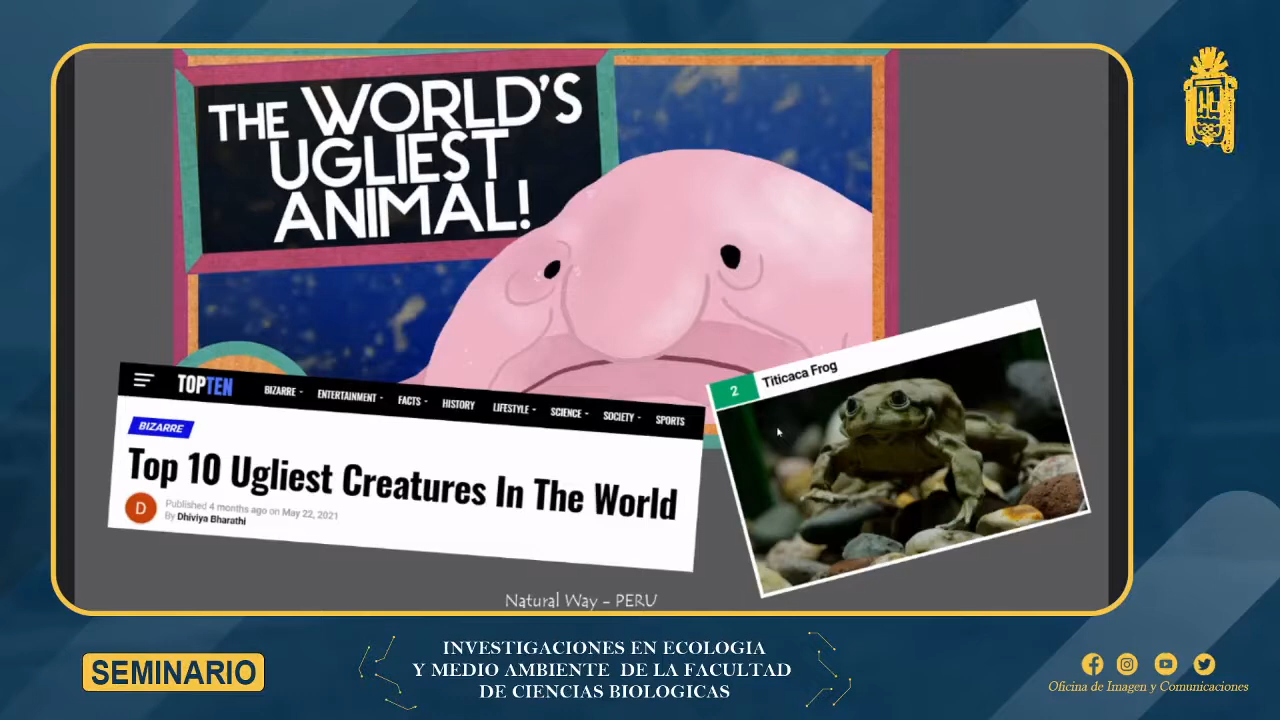 THE WORLD'S
UGLIEST
ANIMAL!
TOPTEN BIZARRE ENTERTAINMENT FACTS HISTORY LIFESTYLE SCIENCE SOCIETY SPORTS
BIZARRE
Top 10 Ugliest Creatures In The World
D
Published 4 months ago on May 22, 2021
By Dhiviya Bharathi
2 Titicaca Frog
Natural Way - PERU
SEMINARIO
INVESTIGACIONES EN ECOLOGIA
Y MEDIO AMBIENTE DE LA FACULTAD
DE CIENCIAS BIOLOGICAS
Oficina de Imagen y Comunicaciones